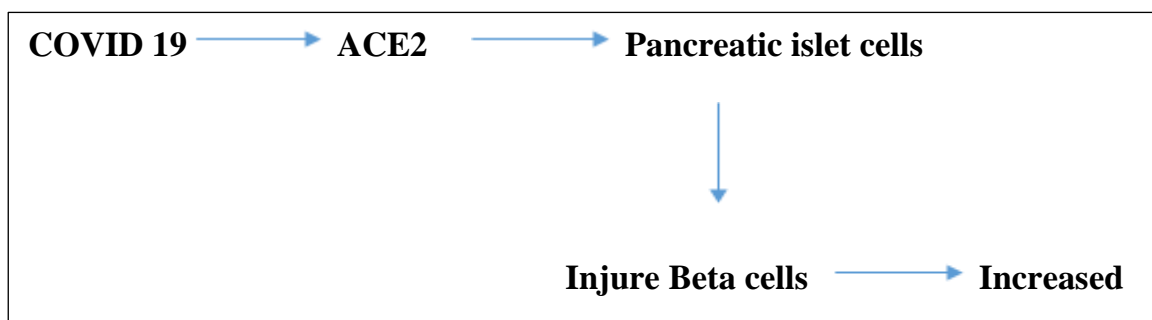 COVID 19 ACE2 Pancreatic islet cells
Injure Beta cells Increased